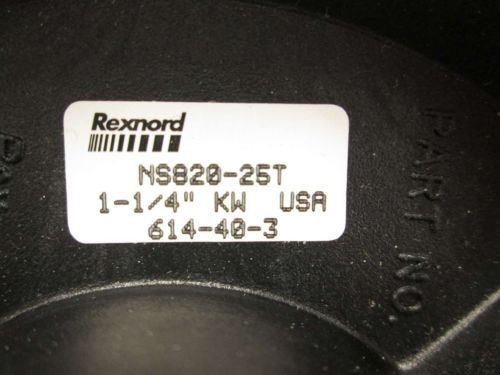 Rexnord
NS820-25T
1-1/4" KW USA
614-40-3
PART NO.